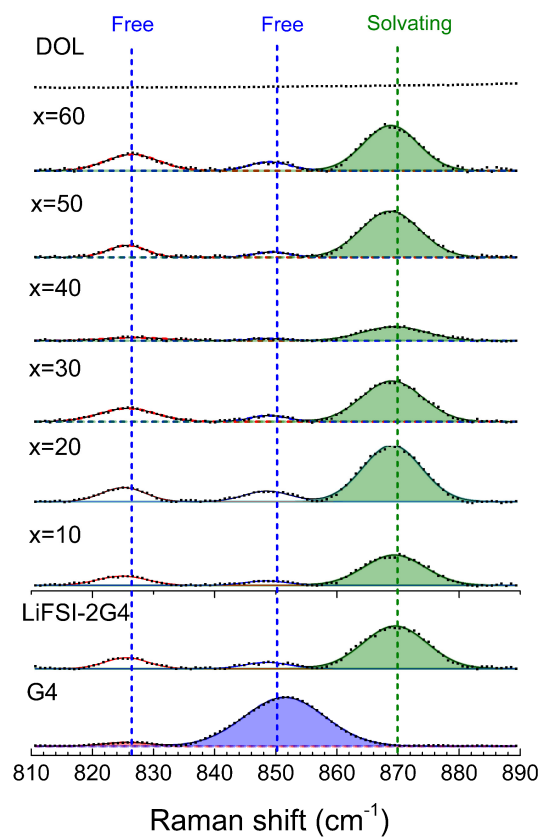 Free Free Solvating
DOL
x=60
x=50
x=40
x=30
x=20
x=10
LiFSI-2G4
G4
810 820 830 840 850 860 870 880 890
Raman shift (cm⁻¹)